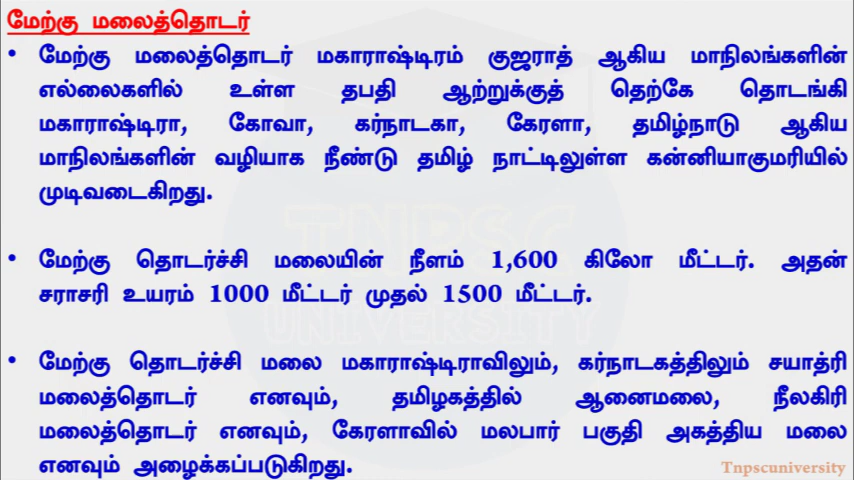 மேற்கு மலைத்தொடர்
• மேற்கு மலைத்தொடர் மகாராஷ்டிரம் குஜராத் ஆகிய மாநிலங்களின்
எல்லைகளில் உள்ள தபதி ஆற்றுக்குத் தெற்கே தொடங்கி
மகாராஷ்டிரா, கோவா, கர்நாடகா, கேரளா, தமிழ்நாடு ஆகிய
மாநிலங்களின் வழியாக நீண்டு தமிழ் நாட்டிலுள்ள கன்னியாகுமரியில்
முடிவடைகிறது.
• மேற்கு தொடர்ச்சி மலையின் நீளம் 1,600 கிலோ மீட்டர். அதன்
சராசரி உயரம் 1000 மீட்டர் முதல் 1500 மீட்டர்.
• மேற்கு தொடர்ச்சி மலை மகாராஷ்டிராவிலும், கர்நாடகத்திலும் சயாத்ரி
மலைத்தொடர் எனவும், தமிழகத்தில் ஆனைமலை, நீலகிரி
மலைத்தொடர் எனவும், கேரளாவில் மலபார் பகுதி அகத்திய மலை
எனவும் அழைக்கப்படுகிறது.
TNPSC
UNIVERSITY
Tnpscuniversity